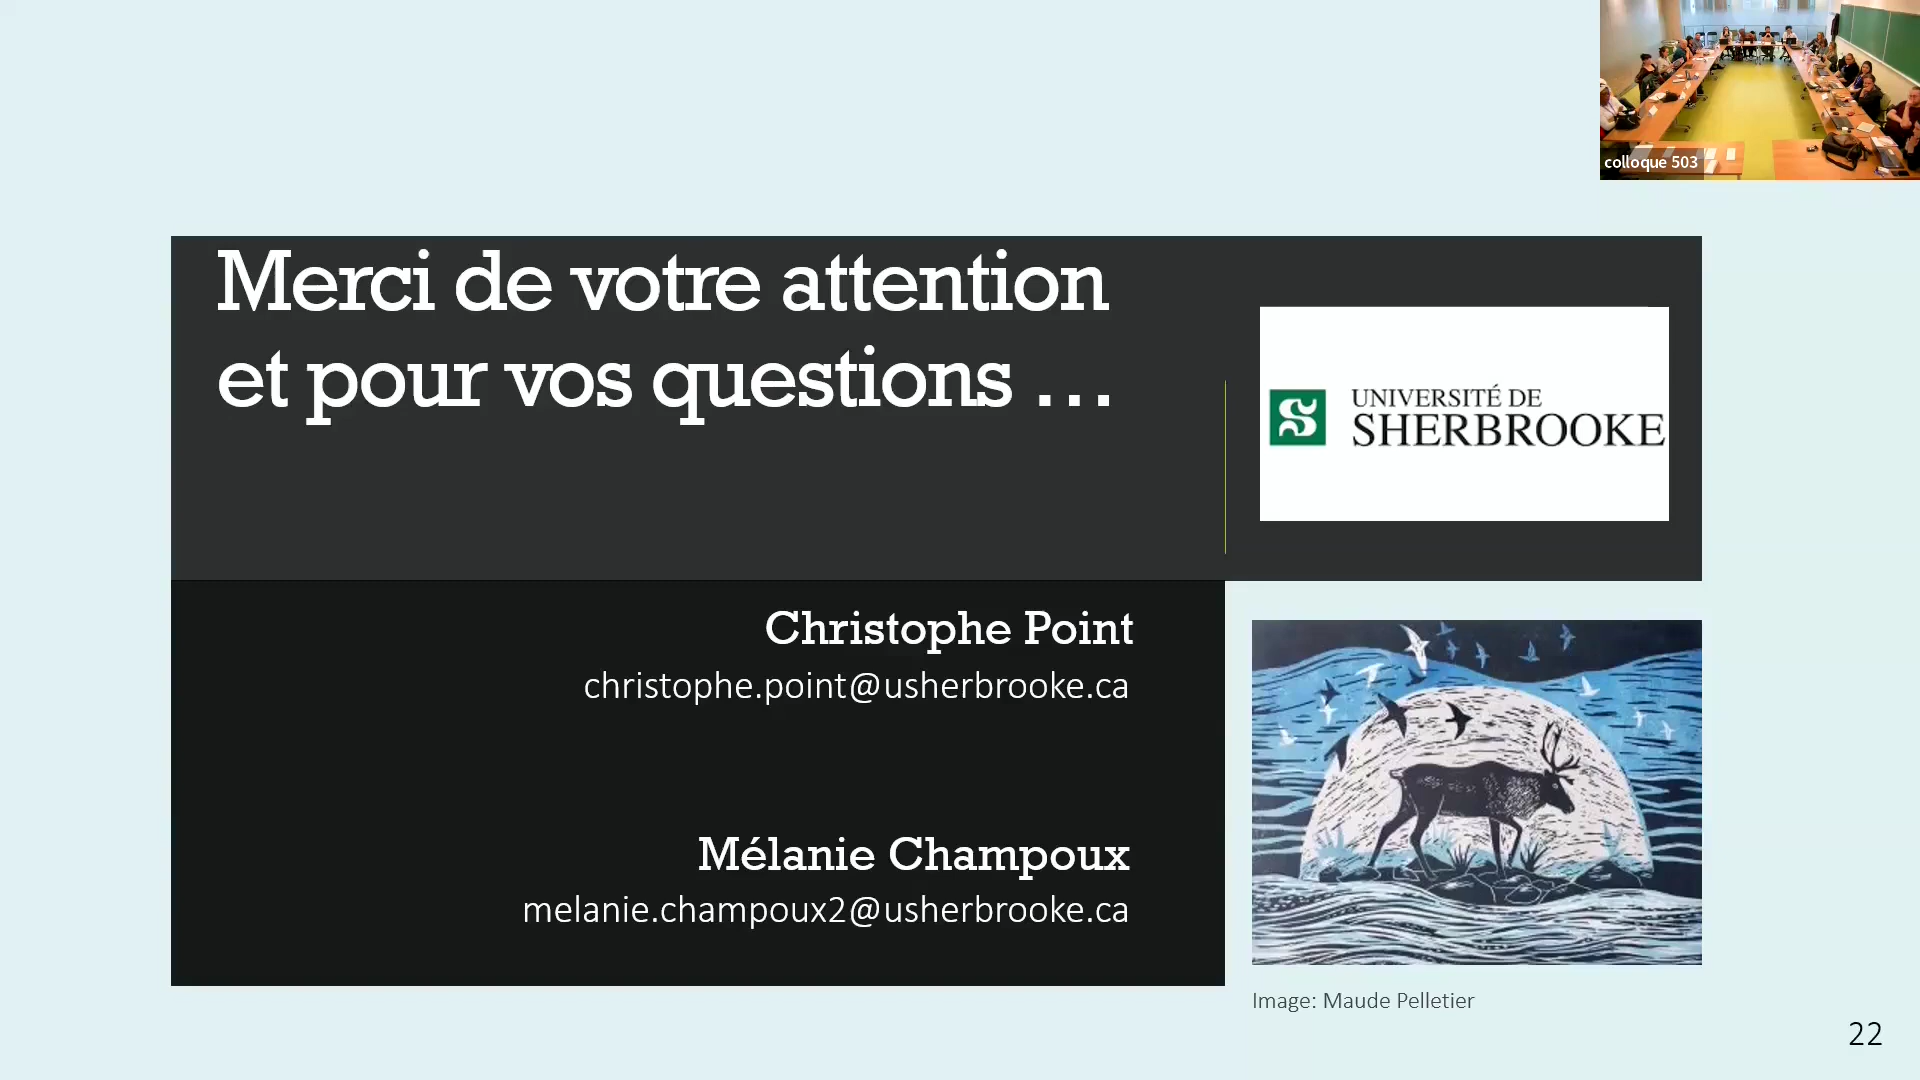 colloque 503
Merci de votre attention
et pour vos questions ...
UNIVERSITÉ DE
SHERBROOKE
Christophe Point
christophe.point@usherbrooke.ca
Mélanie Champoux
melanie.champoux2@usherbrooke.ca
Image: Maude Pelletier
22